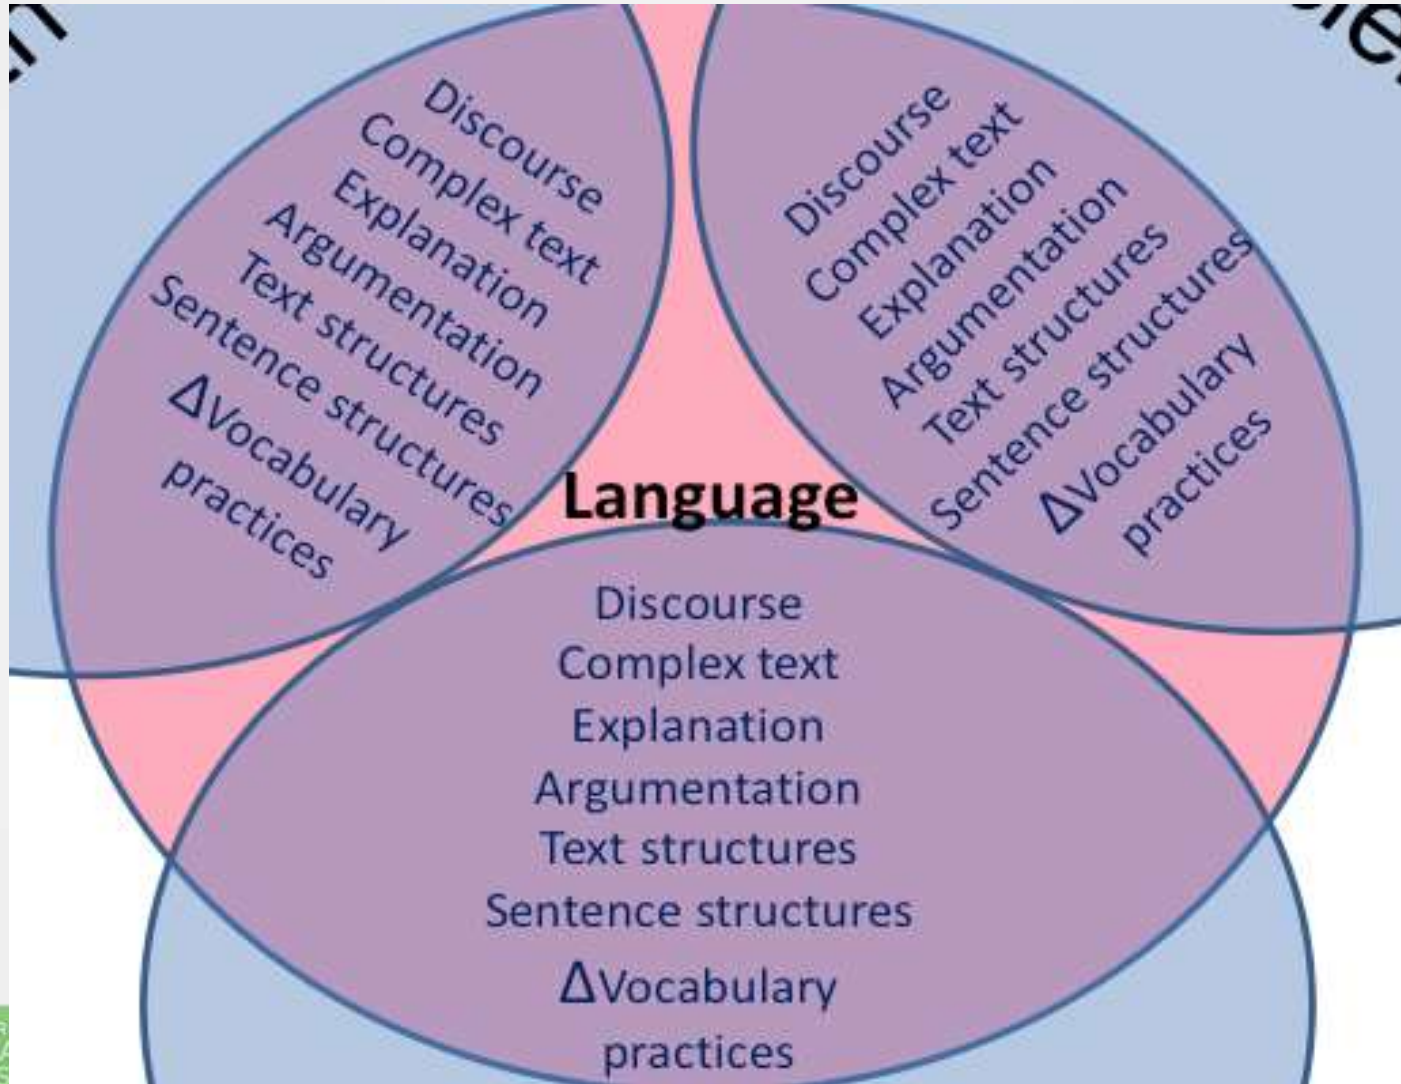 Discourse
Complex text
Explanation
Argumentation
Text structures
Sentence structures
ΔVocabulary
practices
Discourse
Complex text
Explanation
Argumentation
Text structures
Sentence structures
ΔVocabulary
practices
Language
Discourse
Complex text
Explanation
Argumentation
Text structures
Sentence structures
ΔVocabulary
practices